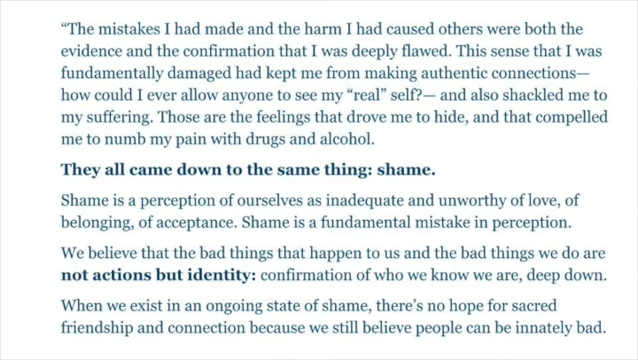 “The mistakes I had made and the harm I had caused others were both the
evidence and the confirmation that I was deeply flawed. This sense that I was
fundamentally damaged had kept me from making authentic connections—
how could I ever allow anyone to see my “real” self?— and also shackled me to
my suffering. Those are the feelings that drove me to hide, and that compelled
me to numb my pain with drugs and alcohol.
They all came down to the same thing: shame.
Shame is a perception of ourselves as inadequate and unworthy of love, of
belonging, of acceptance. Shame is a fundamental mistake in perception.
We believe that the bad things that happen to us and the bad things we do are
not actions but identity: confirmation of who we know we are, deep down.
When we exist in an ongoing state of shame, there’s no hope for sacred
friendship and connection because we still believe people can be innately bad.